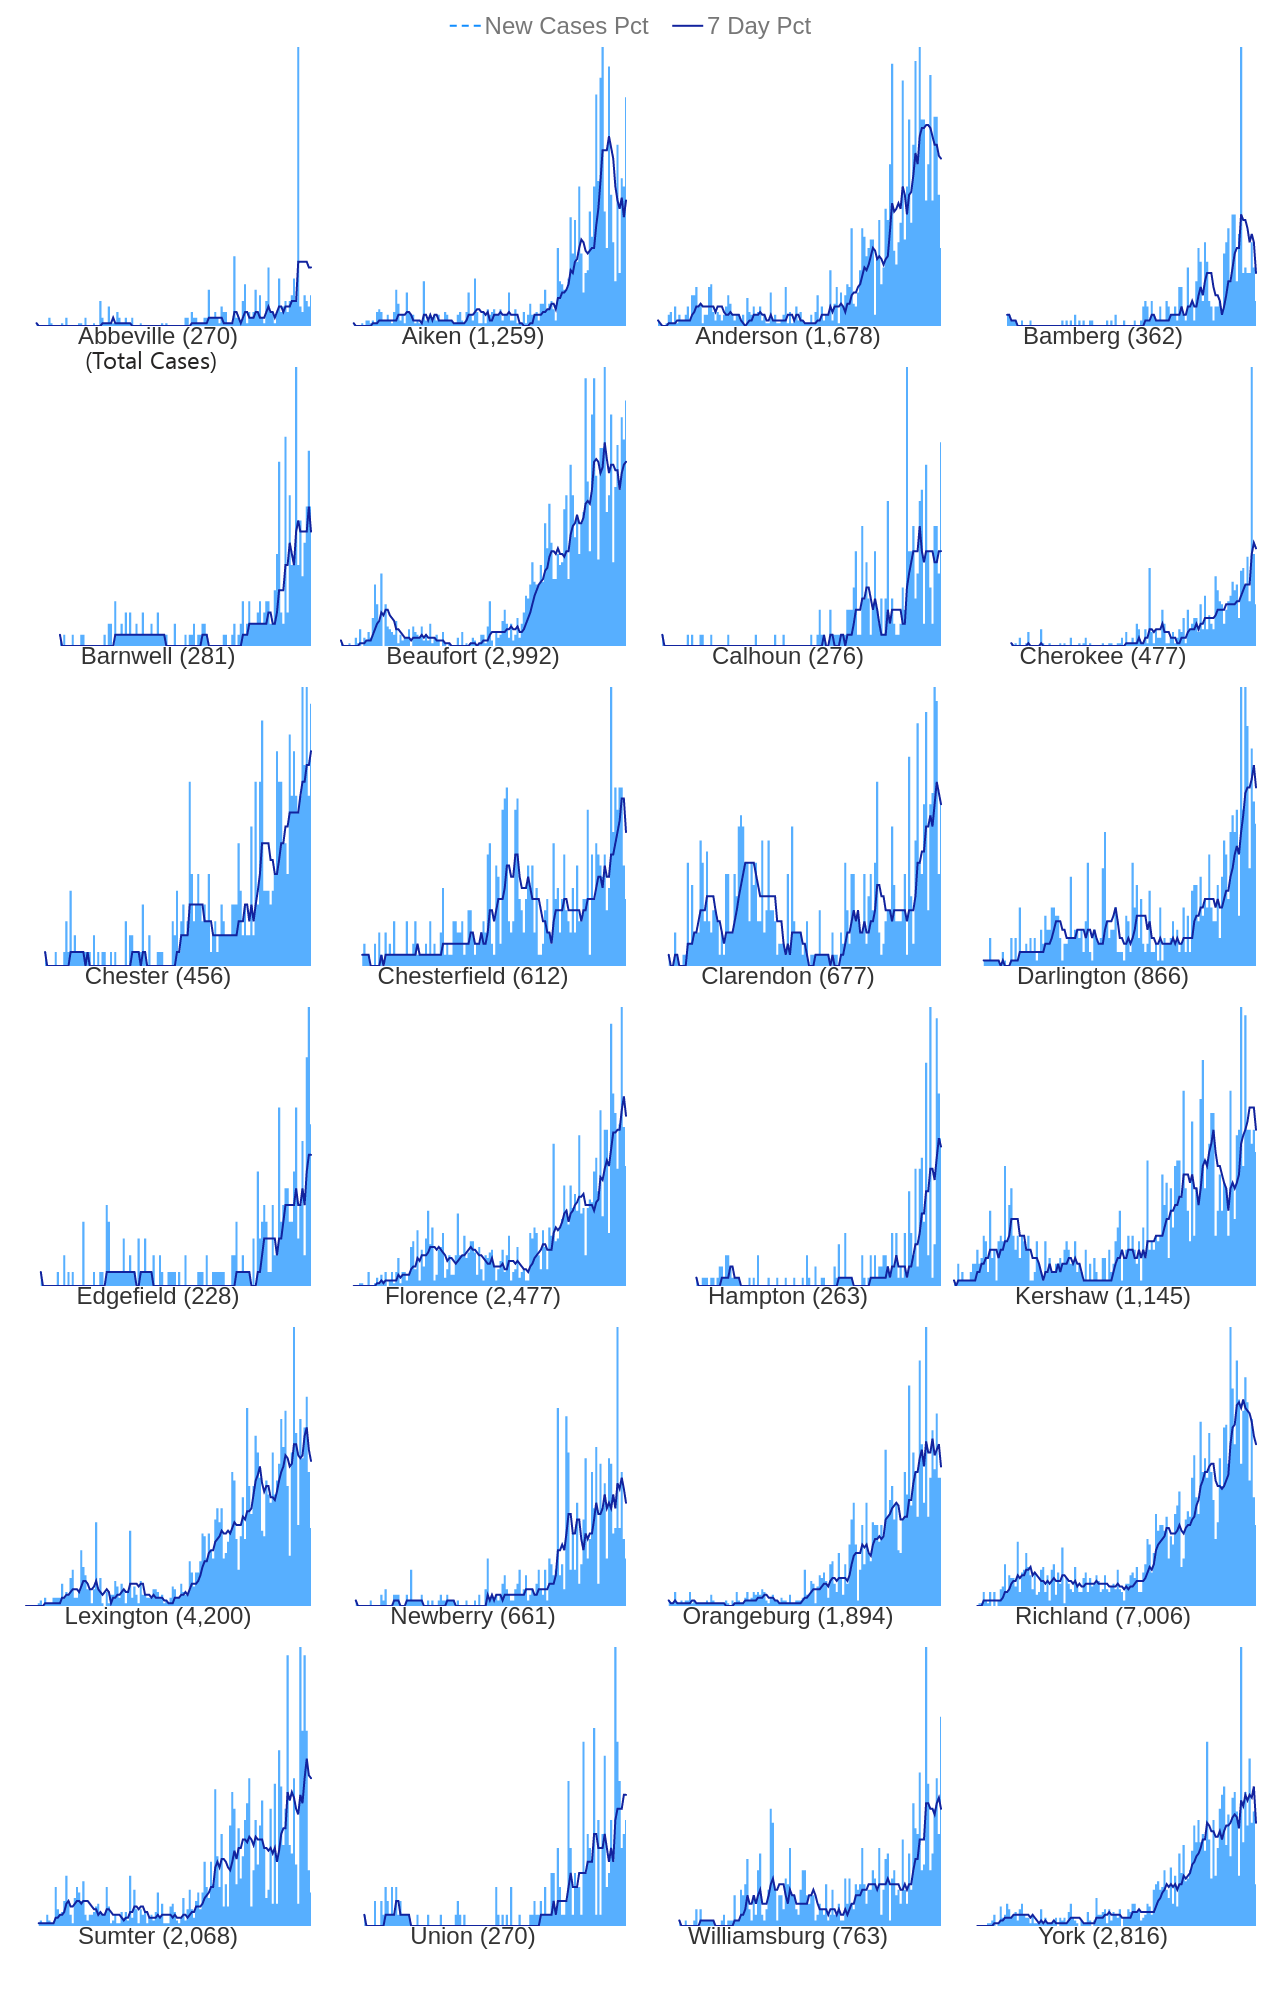 New Cases Pct 7 Day Pct
Abbeville (270) Aiken (1,259) Anderson (1,678) Bamberg (362)
(Total Cases)
Barnwell (281) Beaufort (2,992) Calhoun (276) Cherokee (477)
Chester (456) Chesterfield (612) Clarendon (677) Darlington (866)
Edgefield (228) Florence (2,477) Hampton (263) Kershaw (1,145)
Lexington (4,200) Newberry (661) Orangeburg (1,894) Richland (7,006)
Sumter (2,068) Union (270) Williamsburg (763) York (2,816)